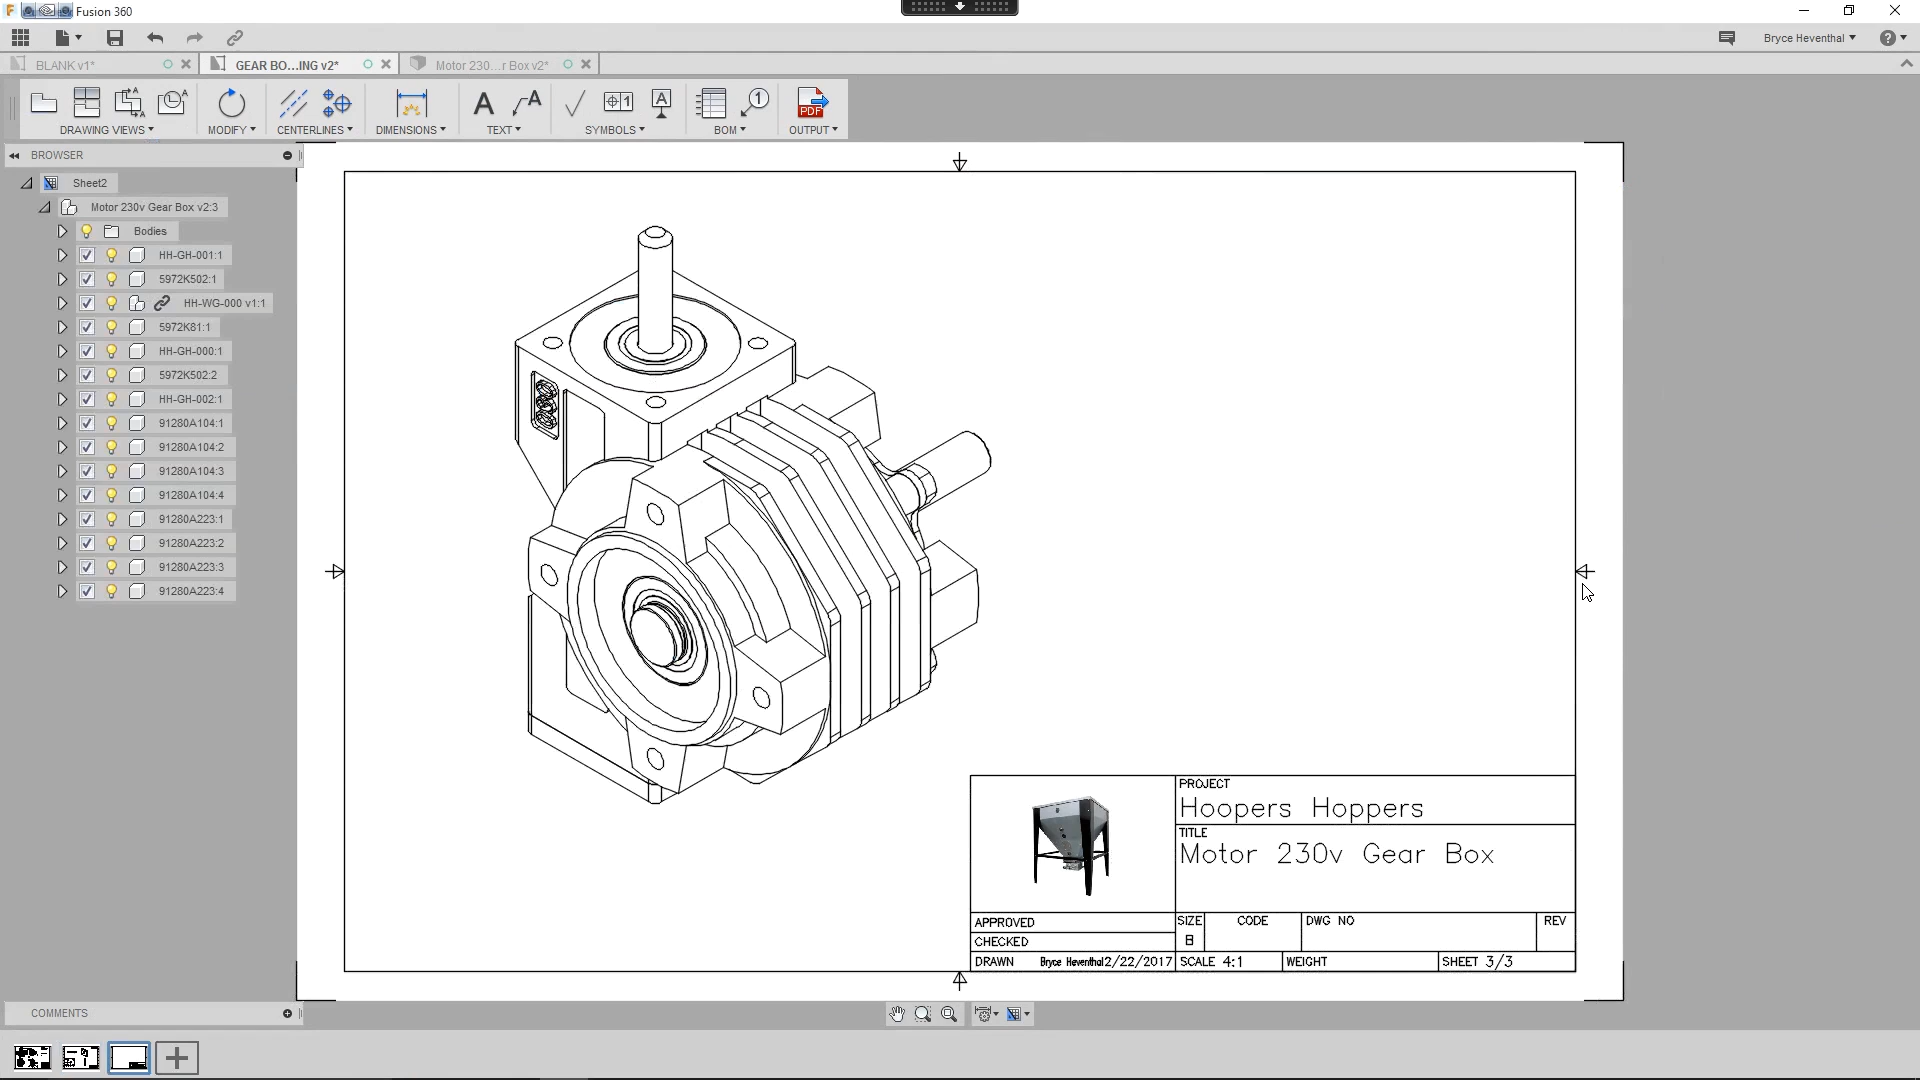 Fusion 360
Bryce Heventhal
BLANK v1*
GEAR BO...ING v2*
Motor 230...r Box v2*
DRAWING VIEWS
MODIFY
CENTERLINES
DIMENSIONS
TEXT
SYMBOLS
BOM
OUTPUT
BROWSER
Sheet2
Motor 230v Gear Box v2:3
Bodies
HH-GH-001:1
5972K502:1
HH-WG-000 v1:1
5972K81:1
HH-GH-000:1
5972K502:2
HH-GH-002:1
91280A104:1
91280A104:2
91280A104:3
91280A104:4
91280A223:1
91280A223:2
91280A223:3
91280A223:4
PROJECT
Hoopers Hoppers
TITLE
Motor 230v Gear Box
APPROVED
CHECKED
DRAWN Bryce Heventhal 2/22/2017
SIZE
B
CODE
DWG NO
REV
SCALE 4:1
WEIGHT
SHEET 3/3
COMMENTS